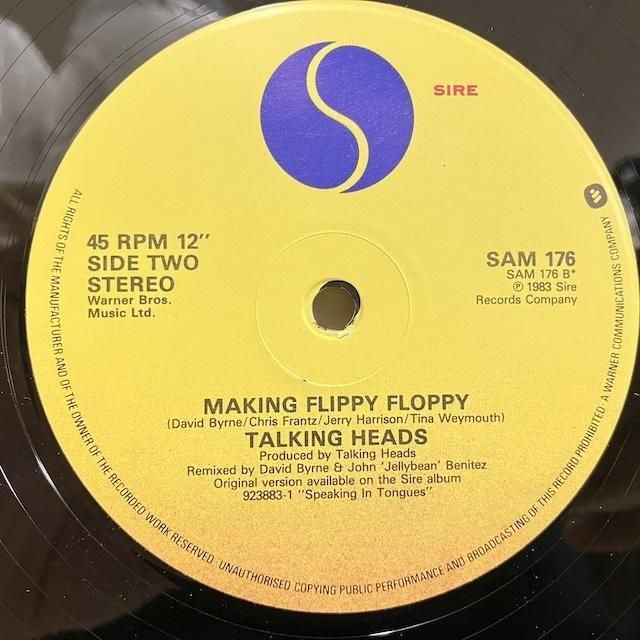 SIRE
45 RPM 12"
SIDE TWO
STEREO
Warner Bros.
Music Ltd.
SAM 176
SAM 176 B*
℗ 1983 Sire
Records Company
MAKING FLIPPY FLOPPY
(David Byrne/Chris Frantz/Jerry Harrison/Tina Weymouth)
TALKING HEADS
Produced by Talking Heads
Remixed by David Byrne & John 'Jellybean' Benitez
Original version available on the Sire album
923883-1 "Speaking In Tongues"
ALL RIGHTS OF THE MANUFACTURER AND OF THE OWNER OF THE RECORDED WORK RESERVED. UNAUTHORISED COPYING PUBLIC PERFORMANCE AND BROADCASTING OF THIS RECORD PROHIBITED. A WARNER COMMUNICATIONS COMPANY